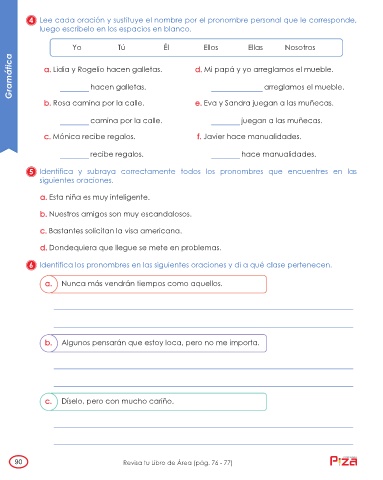 4 Lee cada oración y sustituye el nombre por el pronombre personal que le corresponde,
luego escríbelo en los espacios en blanco.
Yo Tú Él Ellos Ellas Nosotros
Gramática
a. Lidia y Rogelio hacen galletas. d. Mi papá y yo arreglamos el mueble.
________ hacen galletas. ______________ arreglamos el mueble.
b. Rosa camina por la calle. e. Eva y Sandra juegan a las muñecas.
________ camina por la calle. ________ juegan a las muñecas.
c. Mónica recibe regalos. f. Javier hace manualidades.
________ recibe regalos. ________ hace manualidades.
5 Identifica y subraya correctamente todos los pronombres que encuentres en las
siguientes oraciones.
a. Esta niña es muy inteligente.
b. Nuestros amigos son muy escandalosos.
c. Bastantes solicitan la visa americana.
d. Dondequiera que llegue se mete en problemas.
6 Identifica los pronombres en las siguientes oraciones y di a qué clase pertenecen.
a. Nunca más vendrán tiempos como aquellos.
b. Algunos pensarán que estoy loca, pero no me importa.
c. Díselo, pero con mucho cariño.
90 Revisa tu Libro de Área (pág. 76 - 77)